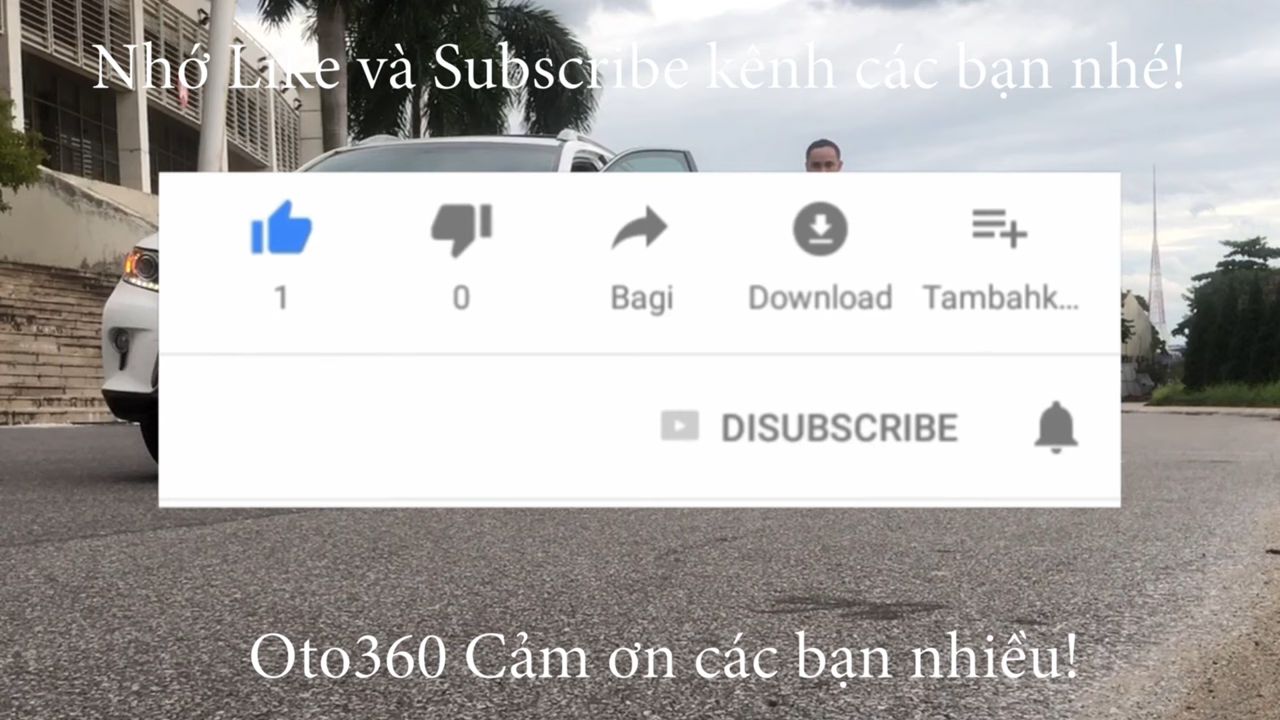 Nhớ Like và Subscribe kênh các bạn nhé!
1
0
Bagi
Download
Tambahk...
DISUBSCRIBE
Oto360 Cảm ơn các bạn nhiều!